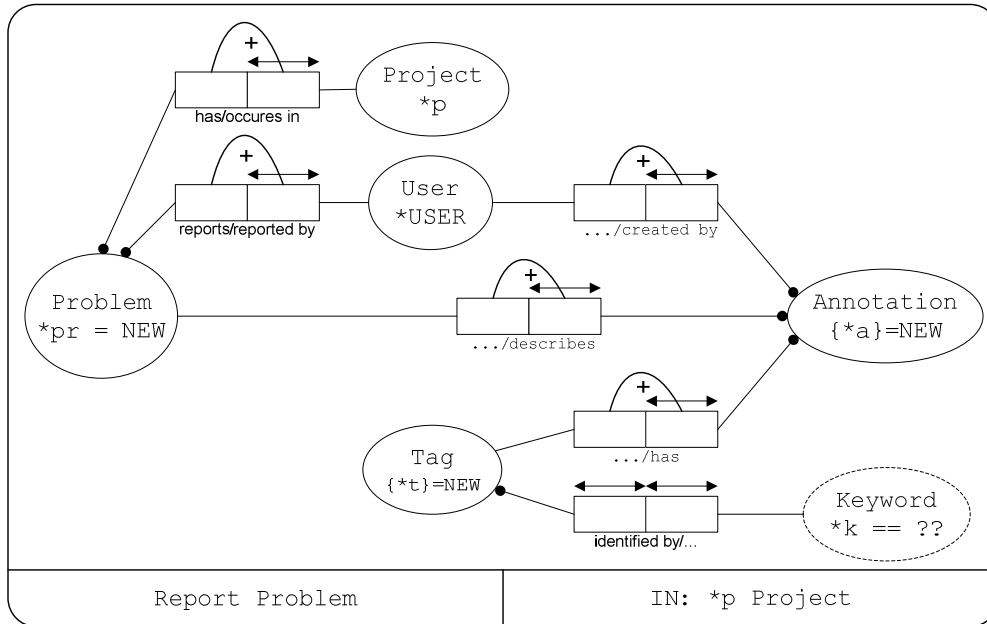 +
Project
*p
has/occures in
+
User
*USER
reports/reported by
+
.../created by
Problem
*pr = NEW
+
.../describes
Annotation
{*a}=NEW
+
.../has
Tag
{*t}=NEW
identified by/...
Keyword
*k == ??
Report Problem
IN: *p Project